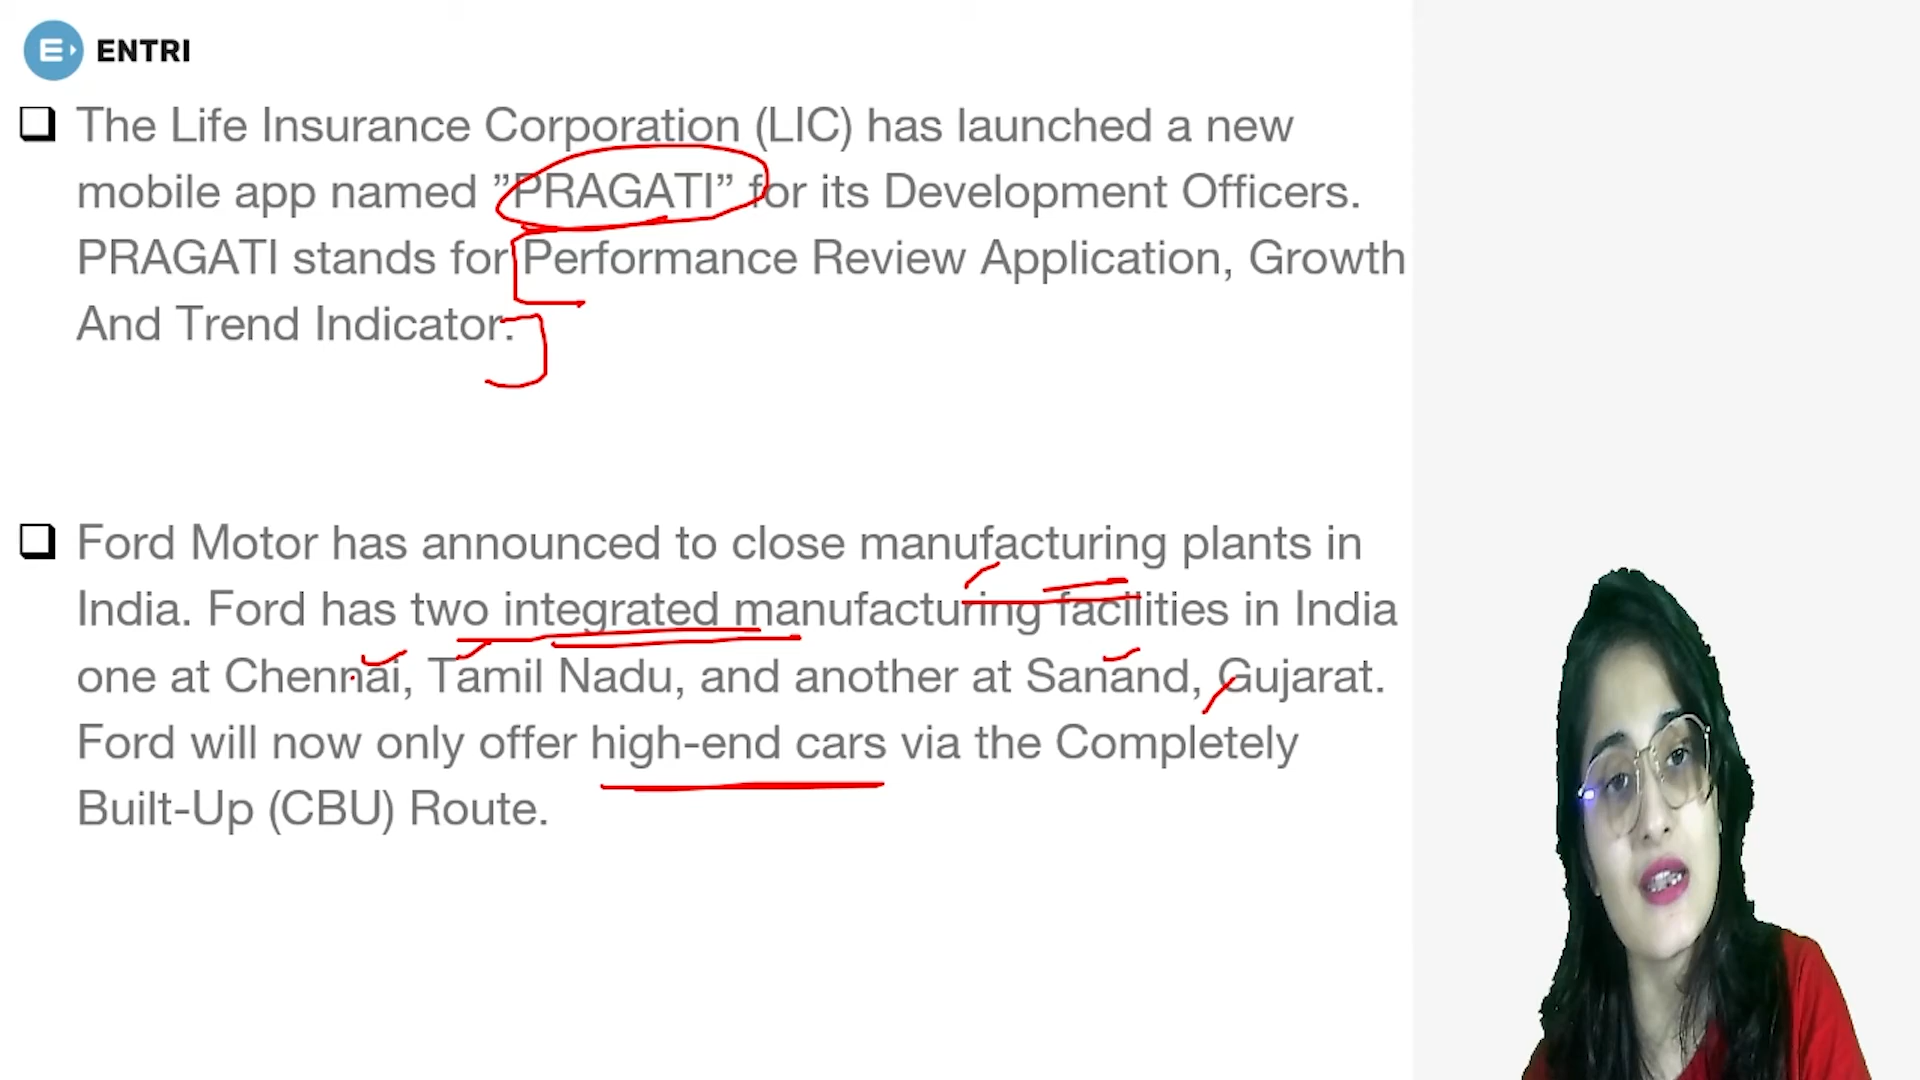 ENTRI
The Life Insurance Corporation (LIC) has launched a new
mobile app named ”PRAGATI” for its Development Officers.
PRAGATI stands for Performance Review Application, Growth
And Trend Indicator.
Ford Motor has announced to close manufacturing plants in
India. Ford has two integrated manufacturing facilities in India
one at Chennai, Tamil Nadu, and another at Sanand, Gujarat.
Ford will now only offer high-end cars via the Completely
Built-Up (CBU) Route.